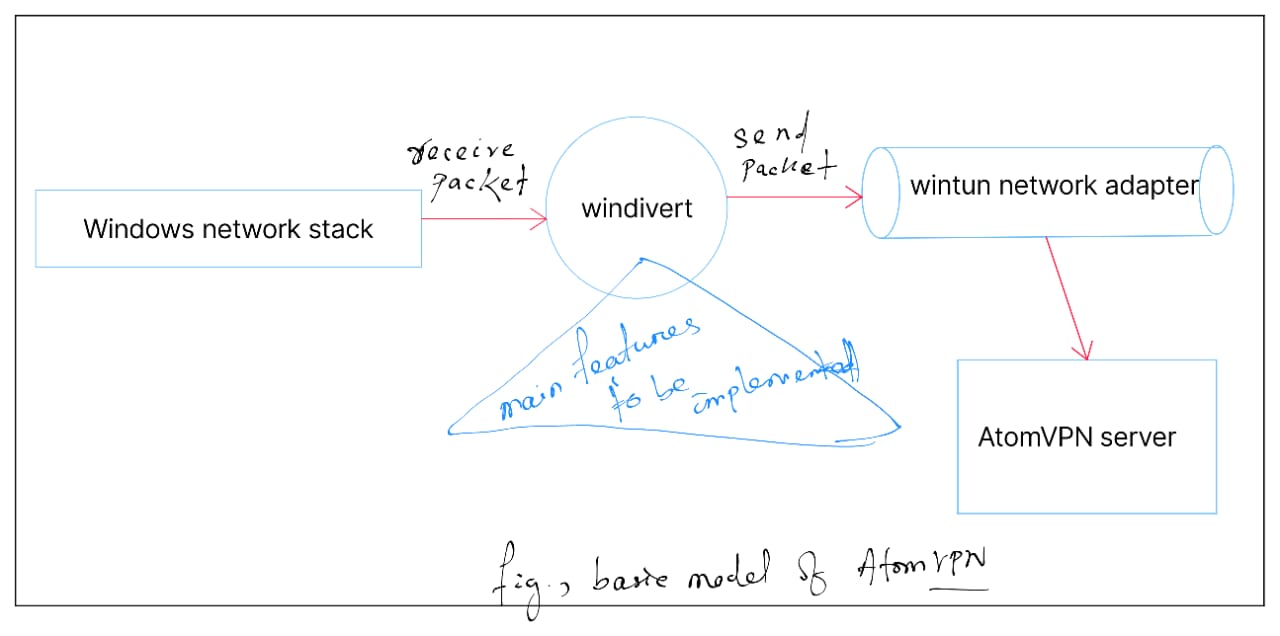 receive
packet
send
packet
Windows network stack
windivert
wintun network adapter
main features
to be implemented
AtomVPN server
fig., basic model of AtomVPN